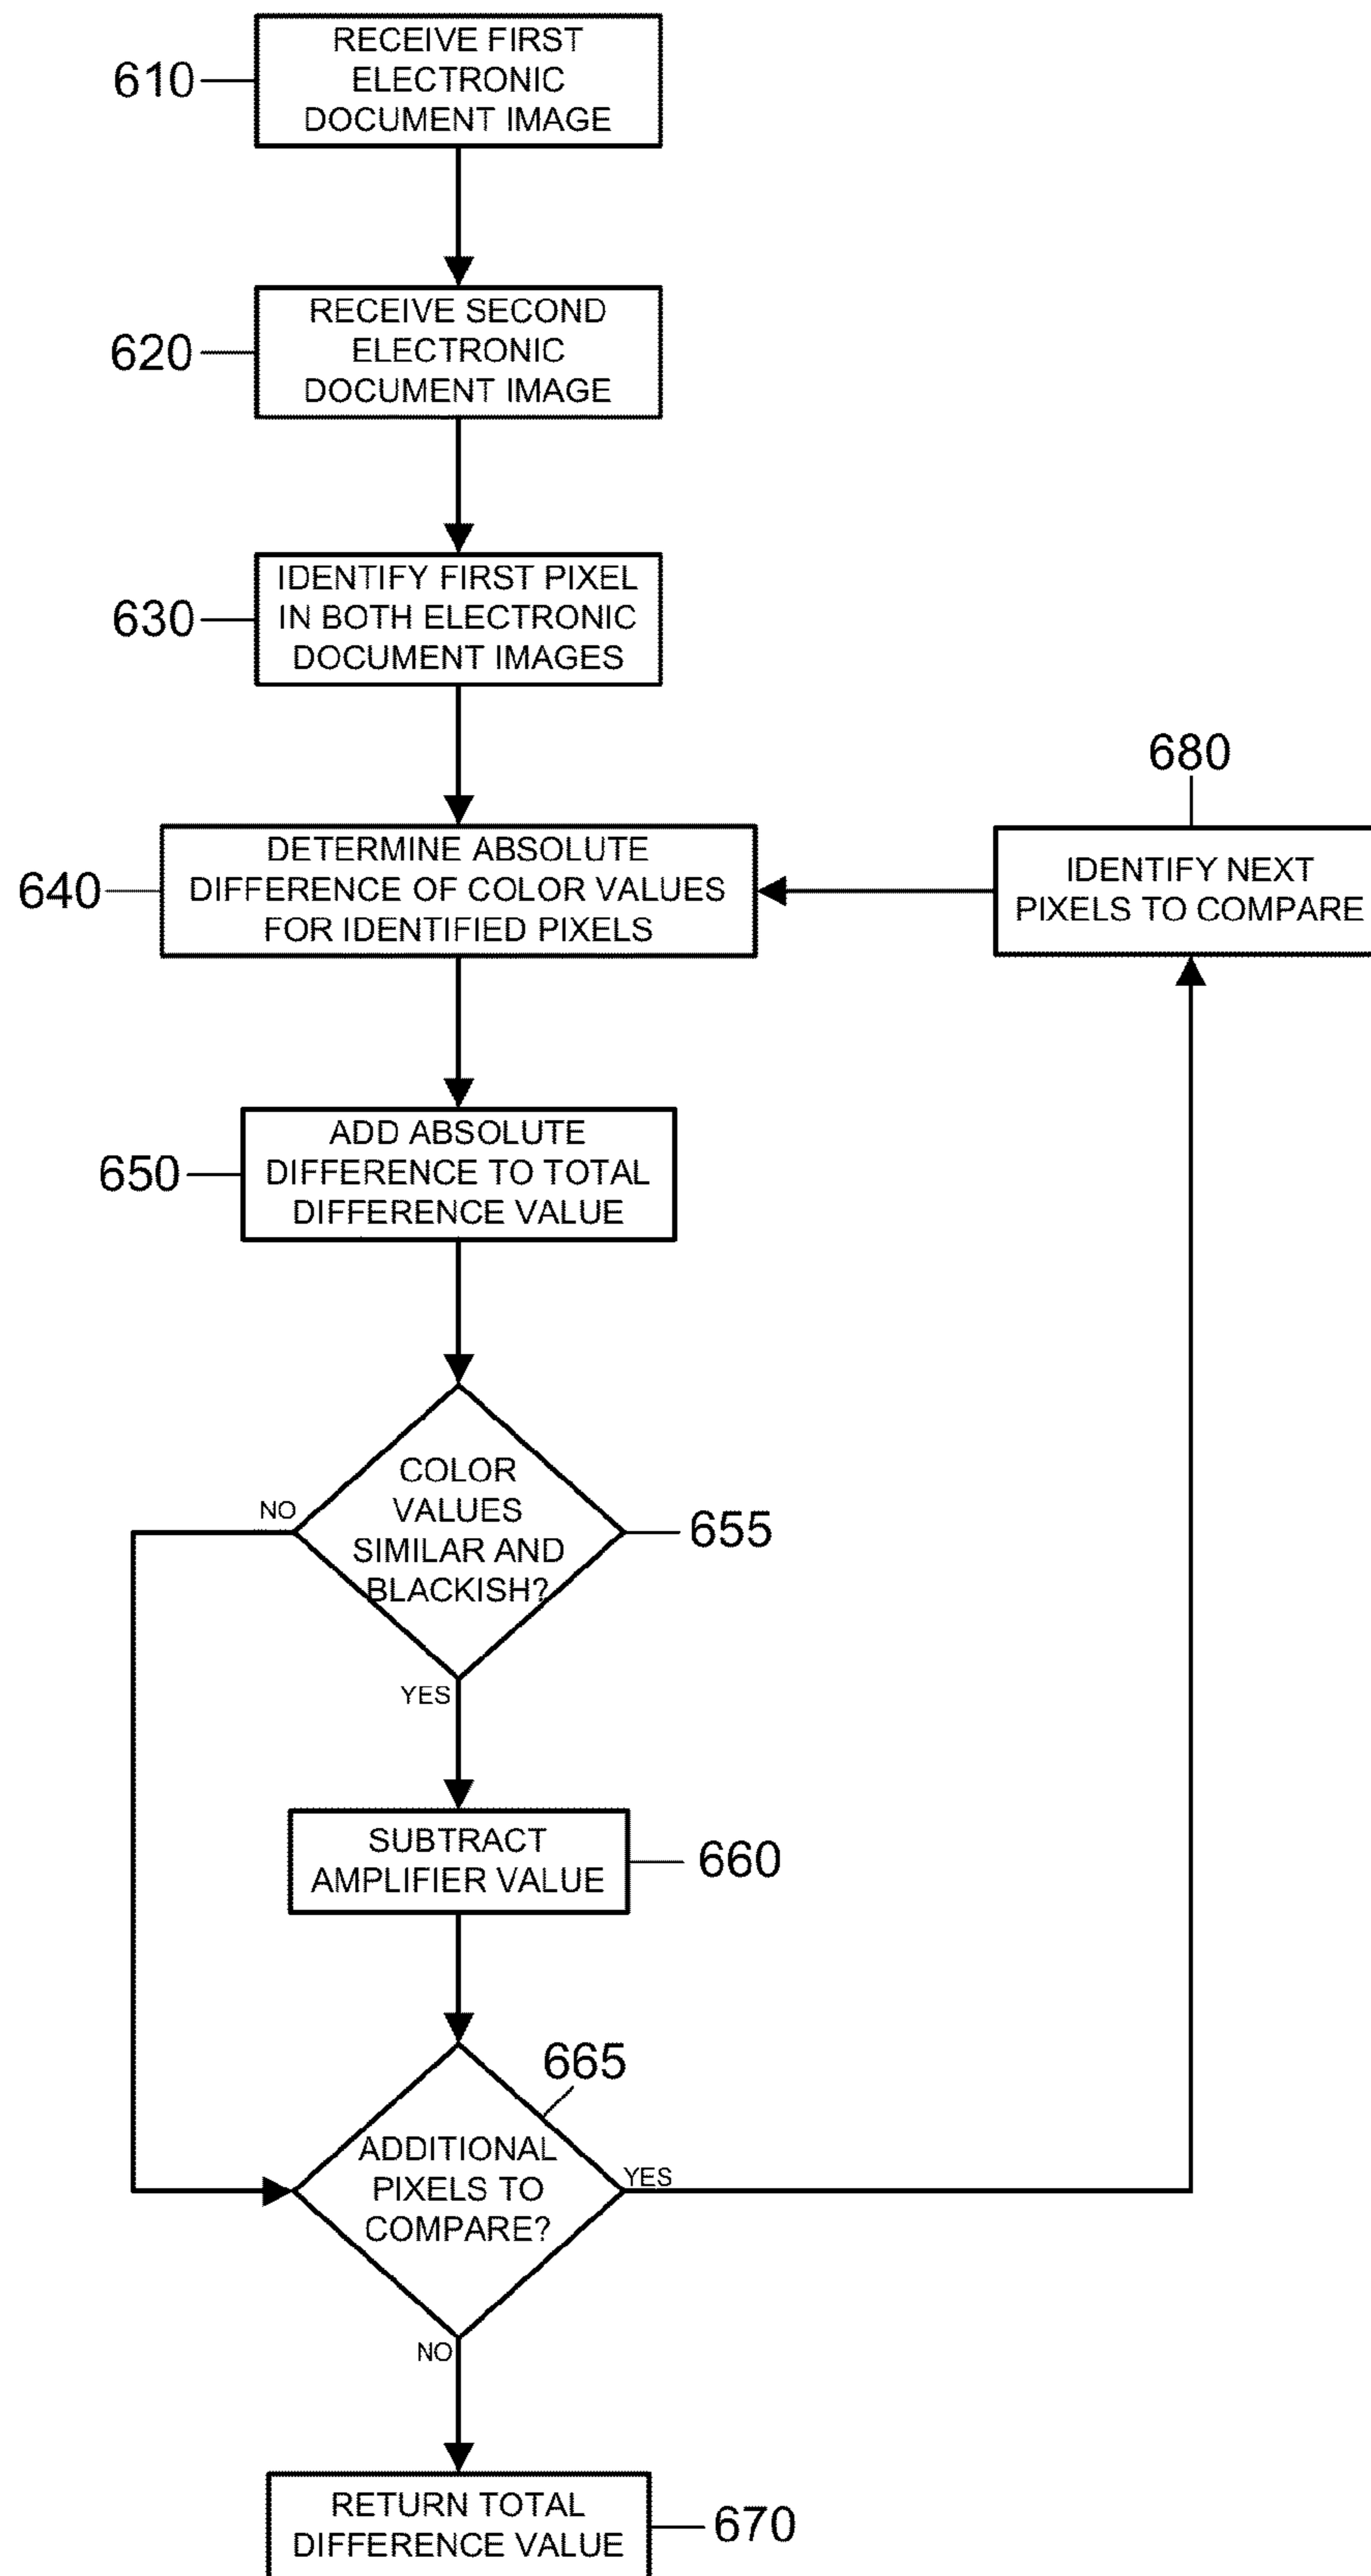 610
RECEIVE FIRST
ELECTRONIC
DOCUMENT IMAGE
620
RECEIVE SECOND
ELECTRONIC
DOCUMENT IMAGE
630
IDENTIFY FIRST PIXEL
IN BOTH ELECTRONIC
DOCUMENT IMAGES
640
DETERMINE ABSOLUTE
DIFFERENCE OF COLOR VALUES
FOR IDENTIFIED PIXELS
680
IDENTIFY NEXT
PIXELS TO COMPARE
650
ADD ABSOLUTE
DIFFERENCE TO TOTAL
DIFFERENCE VALUE
COLOR
VALUES
SIMILAR AND
BLACKISH?
655
NO
YES
SUBTRACT
AMPLIFIER VALUE
660
665
ADDITIONAL
PIXELS TO
COMPARE?
YES
NO
RETURN TOTAL
DIFFERENCE VALUE
670